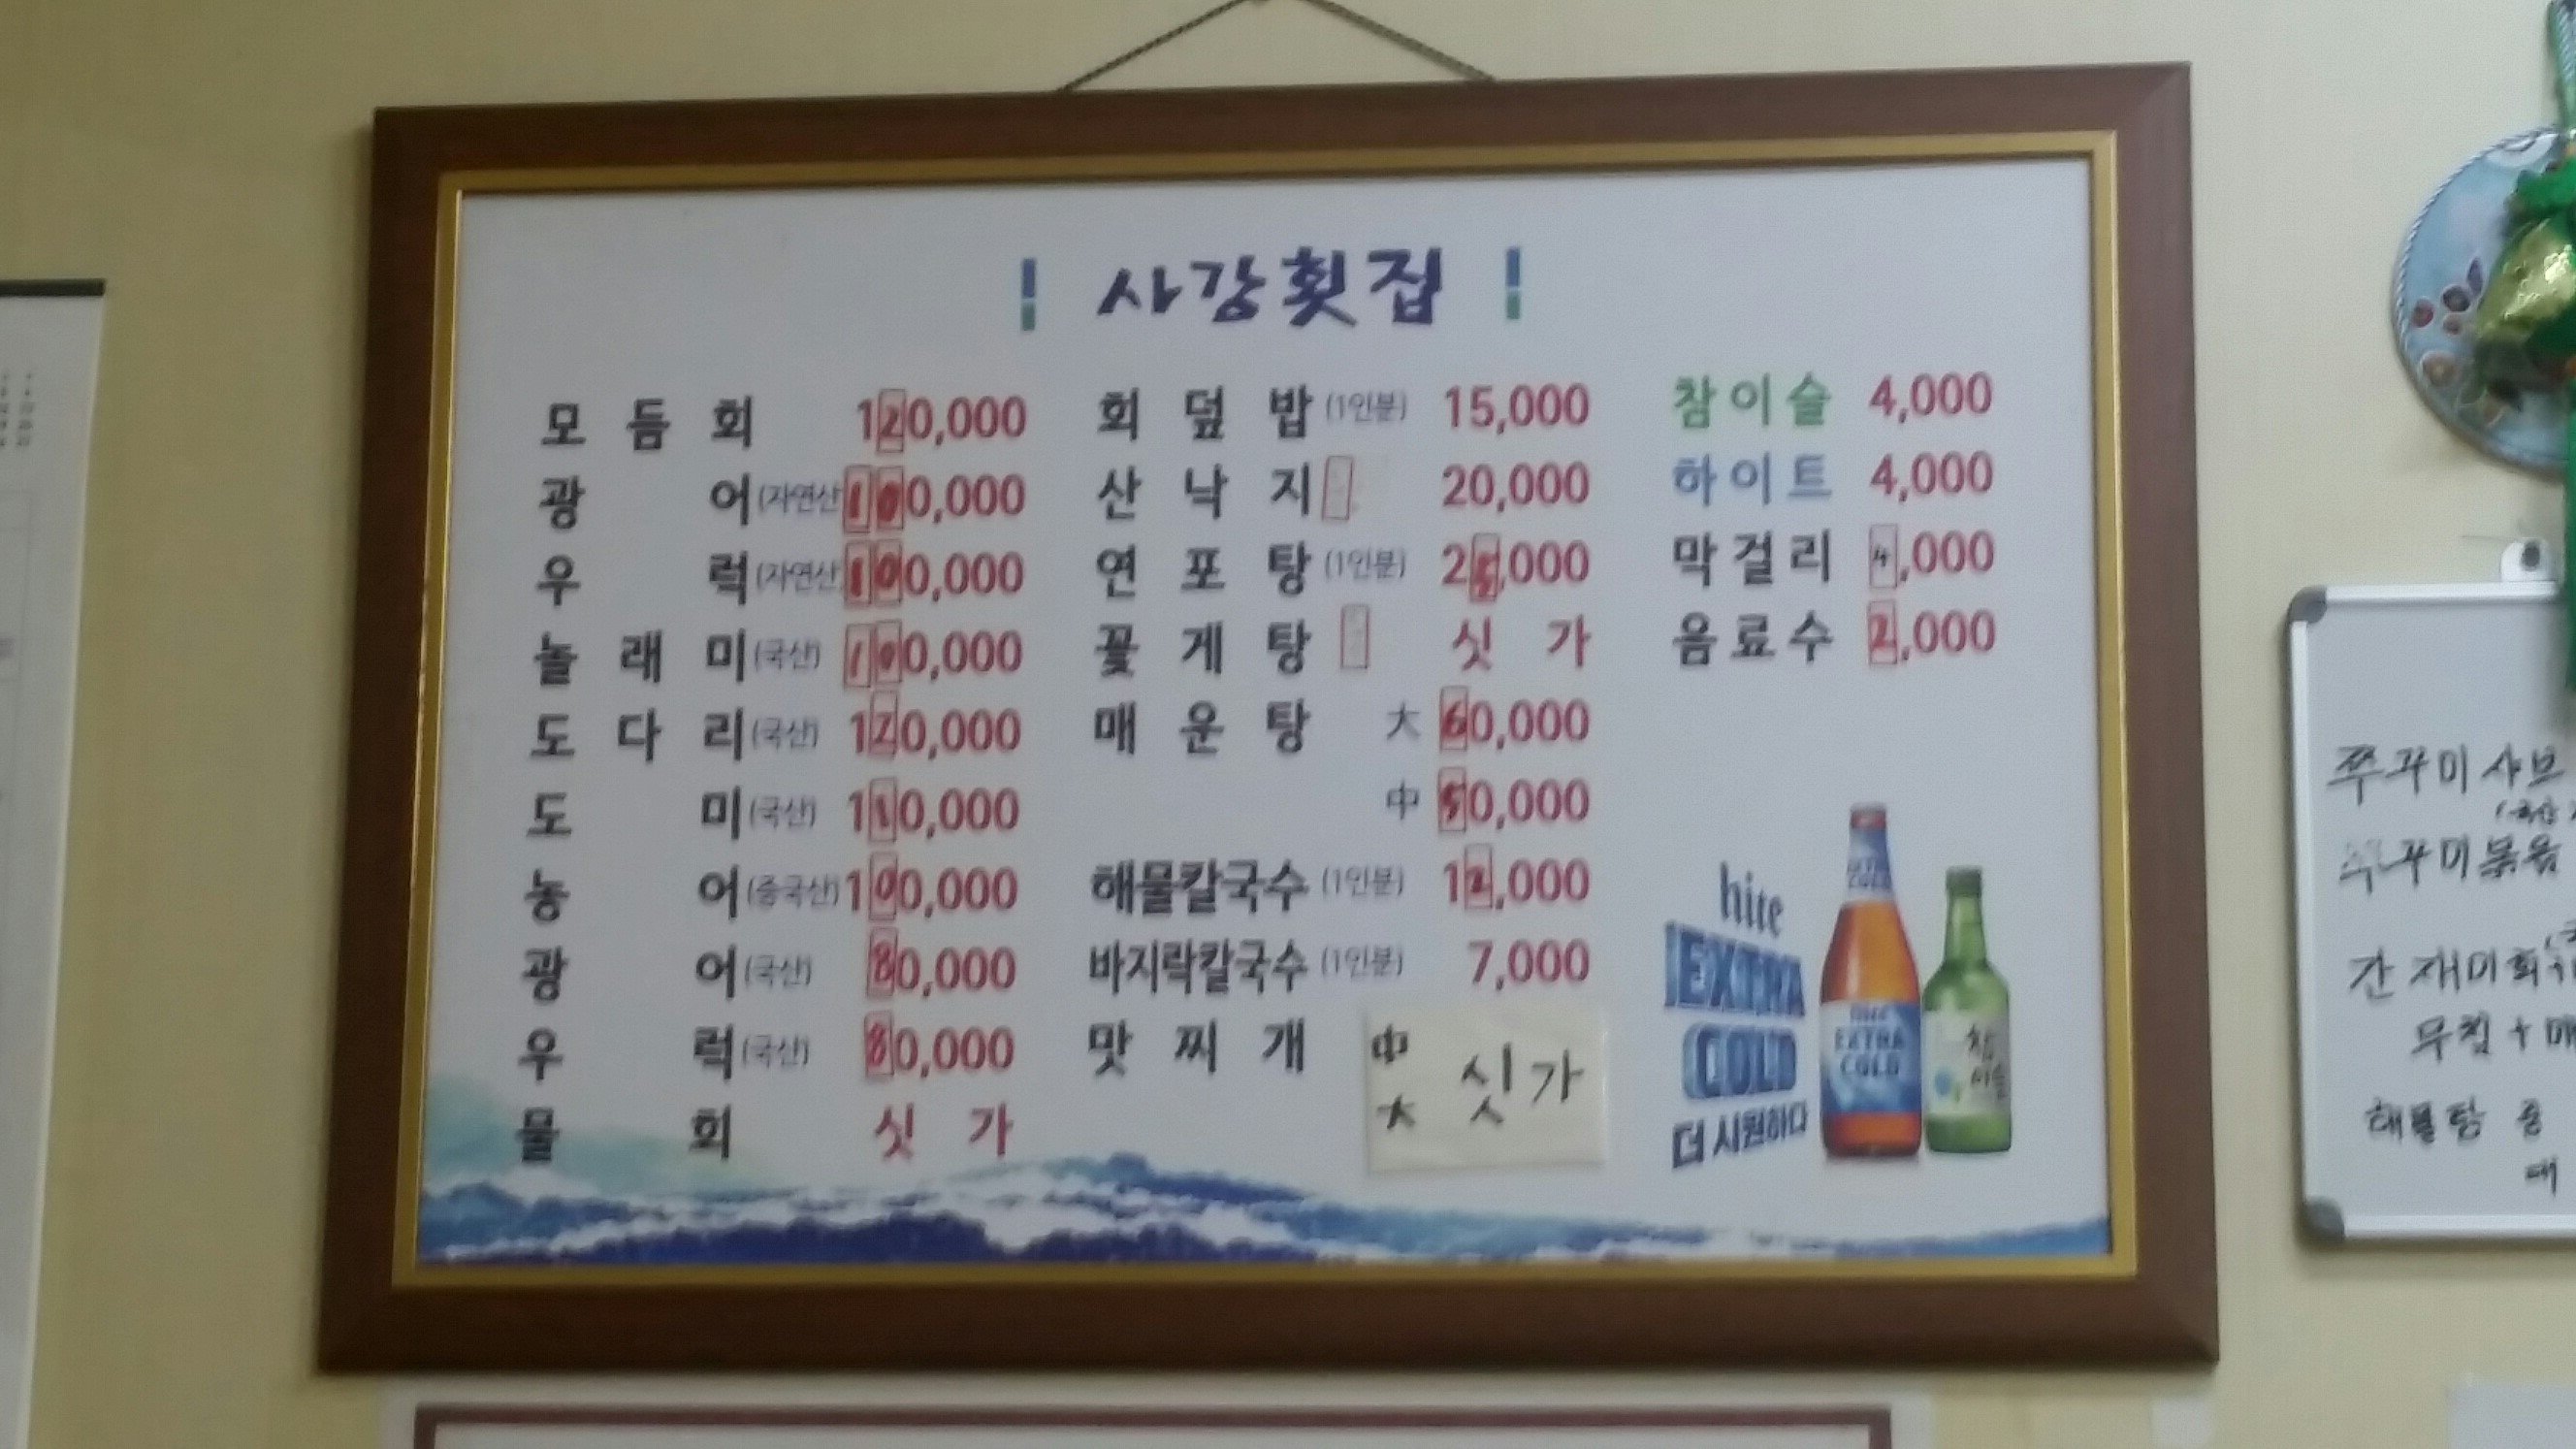 사강횟집
모듬회 120,000
광어(자연산) 100,000
우럭(자연산) 100,000
놀래미(국산) 100,000
도다리(국산) 120,000
도미(국산) 110,000
농어(중국산) 100,000
광어(국산) 80,000
우럭(국산) 80,000
물회 싯가
회덮밥(1인분) 15,000
산낙지 20,000
연포탕(1인분) 25,000
꽃게탕 싯가
매운탕 大 60,000
中 50,000
해물칼국수(1인분) 12,000
바지락칼국수(1인분) 7,000
맛찌개 中 大 싯가
참이슬 4,000
하이트 4,000
막걸리 4,000
음료수 2,000
hite
EXTRA
COLD
더 시원하다
EXTRA
COLD
참
이슬
쭈꾸미 샤브
쭈꾸미볶음
간재미회
무침 +
해물탕 중
대